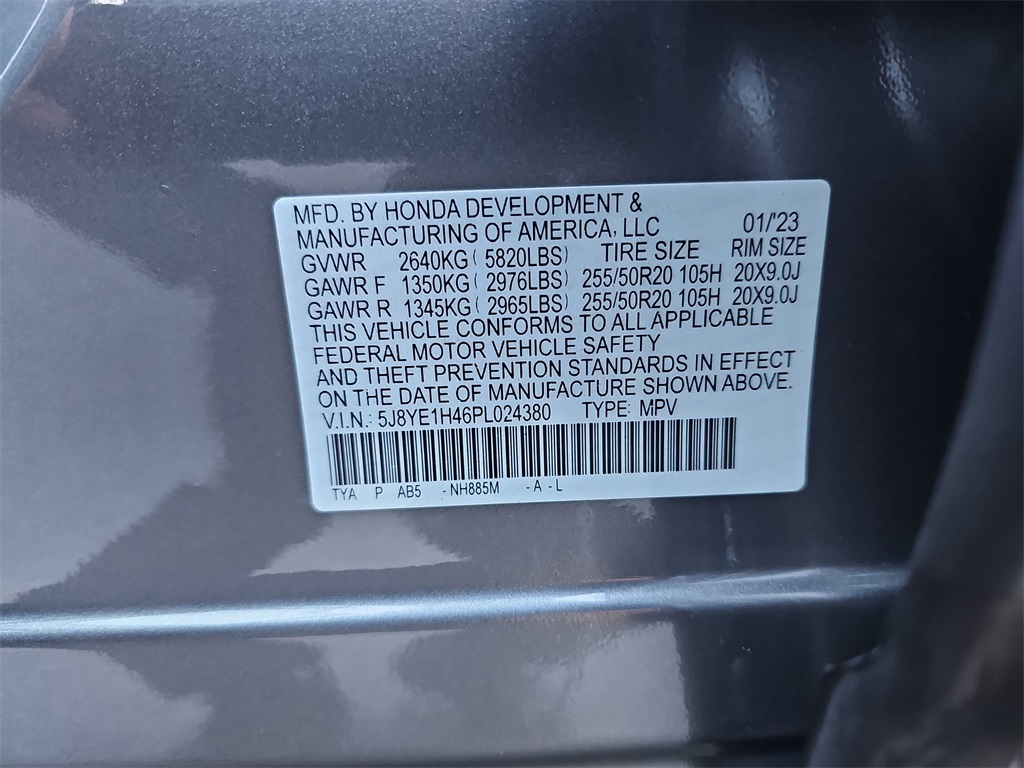 MFD. BY HONDA DEVELOPMENT &
MANUFACTURING OF AMERICA, LLC 01/'23
GVWR 2640KG ( 5820LBS) TIRE SIZE RIM SIZE
GAWR F 1350KG ( 2976LBS) 255/50R20 105H 20X9.0J
GAWR R 1345KG ( 2965LBS) 255/50R20 105H 20X9.0J
THIS VEHICLE CONFORMS TO ALL APPLICABLE
FEDERAL MOTOR VEHICLE SAFETY
AND THEFT PREVENTION STANDARDS IN EFFECT
ON THE DATE OF MANUFACTURE SHOWN ABOVE.
V.I.N.: 5J8YE1H46PL024380 TYPE: MPV
TYA P AB5 -NH885M -A -L